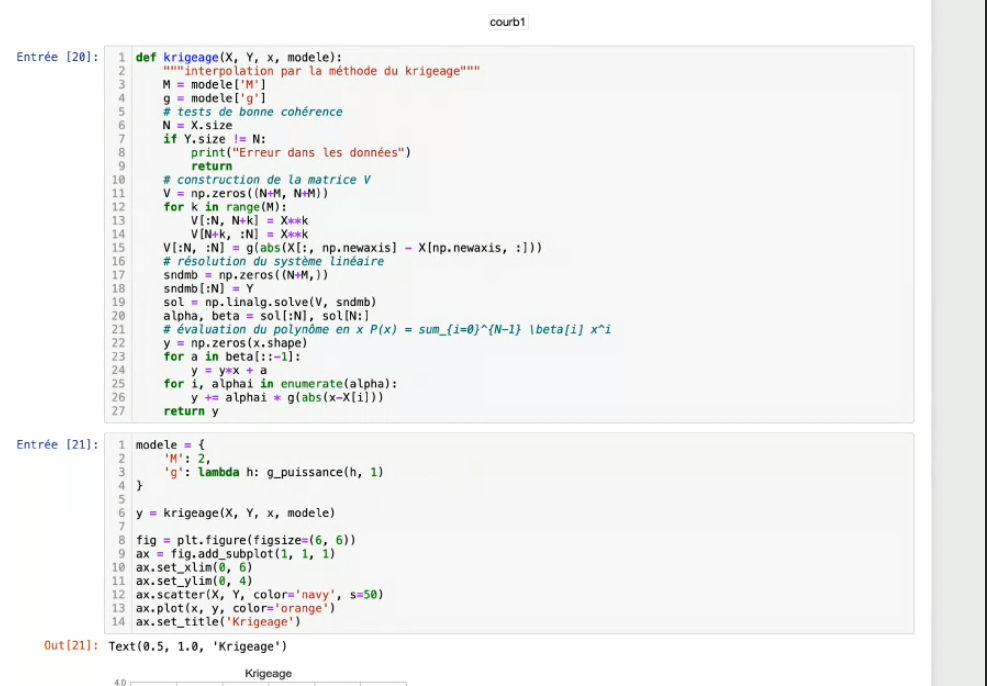 courb1
Entrée [20]:
1 def krigeage(X, Y, x, modele):
2     """interpolation par la méthode du krigeage"""
3     M = modele['M']
4     g = modele['g']
5     # tests de bonne cohérence
6     N = X.size
7     if Y.size != N:
8         print("Erreur dans les données")
9         return
10     # construction de la matrice V
11     V = np.zeros((N+M, N+M))
12     for k in range(M):
13         V[:N, N+k] = X**k
14         V[N+k, :N] = X**k
15     V[:N, :N] = g(abs(X[:, np.newaxis] - X[np.newaxis, :]))
16     # résolution du système linéaire
17     sndmb = np.zeros((N+M,))
18     sndmb[:N] = Y
19     sol = np.linalg.solve(V, sndmb)
20     alpha, beta = sol[:N], sol[N:]
21     # évaluation du polynôme en x P(x) = sum_{i=0}^{N-1} \beta[i] x^i
22     y = np.zeros(x.shape)
23     for a in beta[::-1]:
24         y = y*x + a
25     for i, alphai in enumerate(alpha):
26         y += alphai * g(abs(x-X[i]))
27     return y
Entrée [21]:
1 modele = {
2     'M': 2,
3     'g': lambda h: g_puissance(h, 1)
4 }
5
6 y = krigeage(X, Y, x, modele)
7
8 fig = plt.figure(figsize=(6, 6))
9 ax = fig.add_subplot(1, 1, 1)
10 ax.set_xlim(0, 6)
11 ax.set_ylim(0, 4)
12 ax.scatter(X, Y, color='navy', s=50)
13 ax.plot(x, y, color='orange')
14 ax.set_title('Krigeage')
Out[21]: Text(0.5, 1.0, 'Krigeage')
Krigeage
4.0